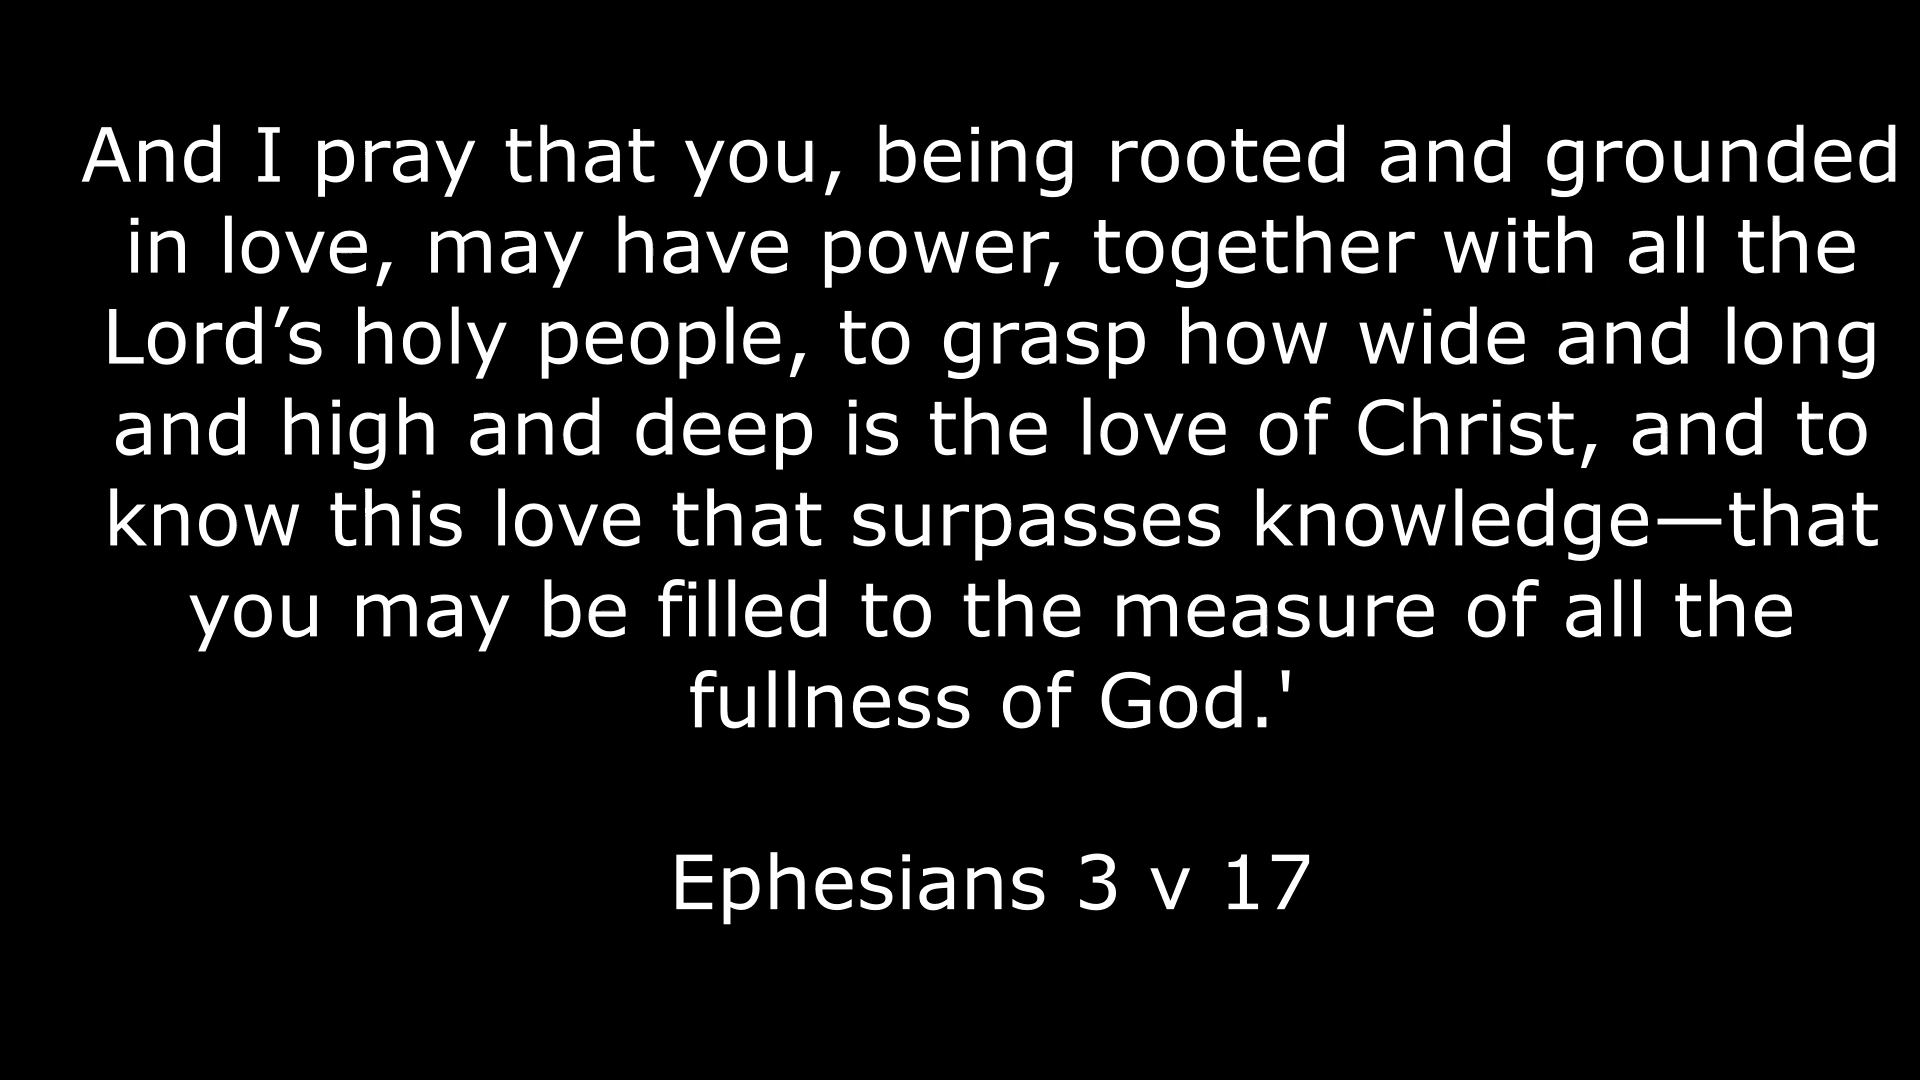 And I pray that you, being rooted and grounded
in love, may have power, together with all the
Lord’s holy people, to grasp how wide and long
and high and deep is the love of Christ, and to
know this love that surpasses knowledge—that
you may be filled to the measure of all the
fullness of God.'
Ephesians 3 v 17